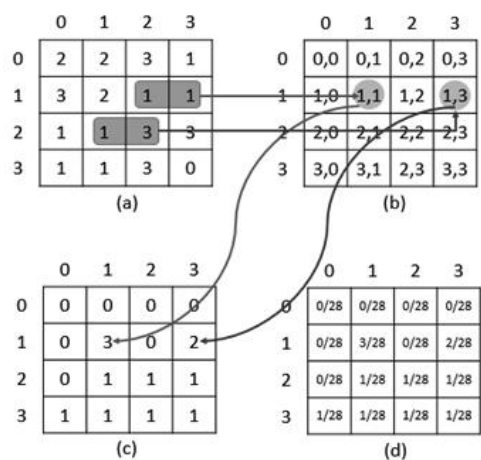 0 1 2 3
0 2 2 3 1
1 3 2 1 1
2 1 1 3 3
3 1 1 3 0
(a)
0 1 2 3
0 0,0 0,1 0,2 0,3
1 1,0 1,1 1,2 1,3
2 2,0 2,1 2,2 2,3
3 3,0 3,1 2,3 3,3
(b)
0 1 2 3
0 0 0 0 0
1 0 3 0 2
2 0 1 1 1
3 1 1 1 1
(c)
0 1 2 3
0 0/28 0/28 0/28 0/28
1 0/28 3/28 0/28 2/28
2 0/28 1/28 1/28 1/28
3 1/28 1/28 1/28 1/28
(d)